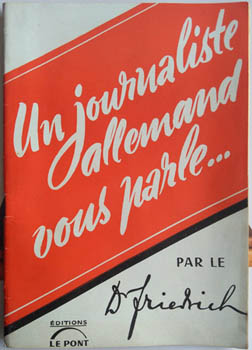 Un journaliste
allemand
vous parle...
PAR LE
Dr Friedrich
ÉDITIONS
LE PONT